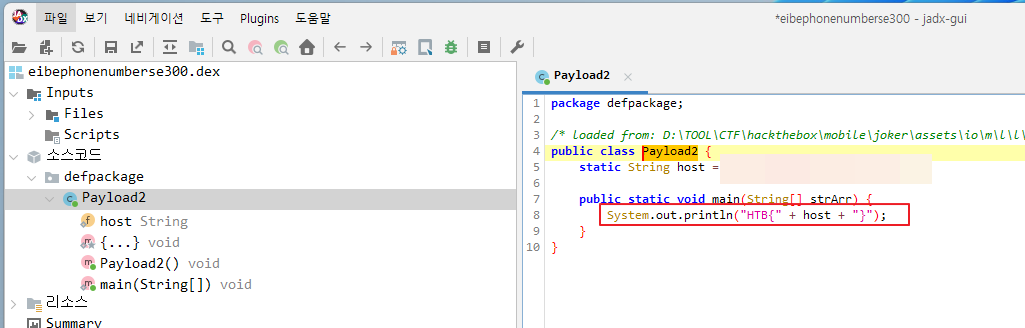 파일 보기 네비게이션 도구 Plugins 도움말 *eibephonenumberse300 - jadx-gui
eibephonenumberse300.dex
Inputs
Files
Scripts
소스코드
defpackage
Payload2
host String
{...} void
Payload2() void
main(String[]) void
리소스
Summary
Payload2
1 package defpackage;
2
3 /* loaded from: D:\TOOL\CTF\hackthebox\mobile\joker\assets\io\m\l\l\
4 public class Payload2 {
5 static String host =
6
7 public static void main(String[] strArr) {
8 System.out.println("HTB{" + host + "}");
9 }
10 }